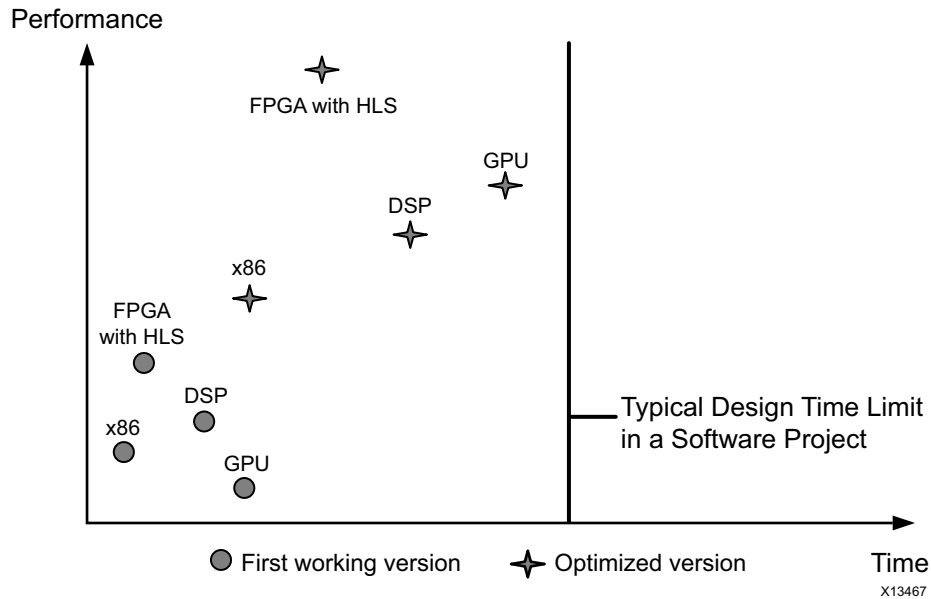 Performance
FPGA with HLS
GPU
DSP
x86
FPGA
with HLS
DSP
x86
GPU
Typical Design Time Limit
in a Software Project
First working version
Optimized version
Time
X13467